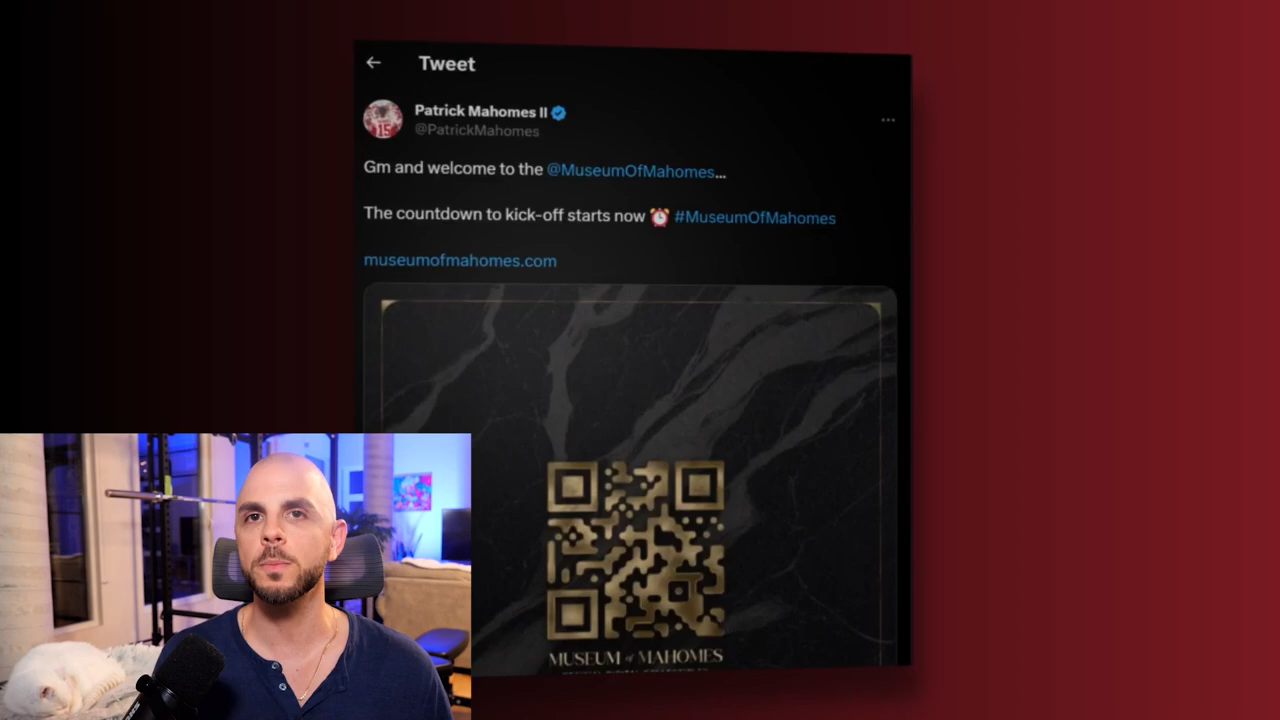 Tweet
Patrick Mahomes II
@PatrickMahomes
Gm and welcome to the @MuseumOfMahomes...
The countdown to kick-off starts now ⏰ #MuseumOfMahomes
museumofmahomes.com
MUSEUM of MAHOMES